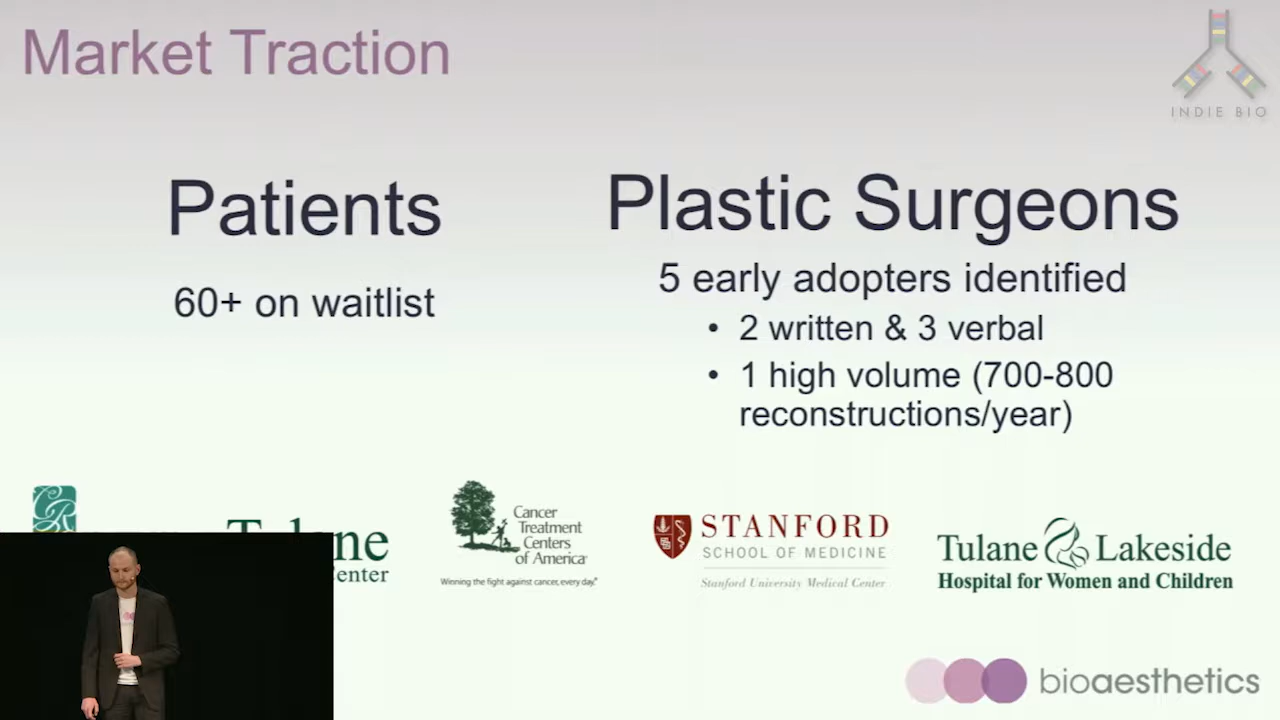 Market Traction
INDIE BIO
Patients
60+ on waitlist
Plastic Surgeons
5 early adopters identified
• 2 written & 3 verbal
• 1 high volume (700-800
reconstructions/year)
CR
Cancer
Treatment
Centers
of America
Winning the fight against cancer, every day.®
STANFORD
SCHOOL OF MEDICINE
Stanford University Medical Center
Tulane Lakeside
Hospital for Women and Children
bioaesthetics